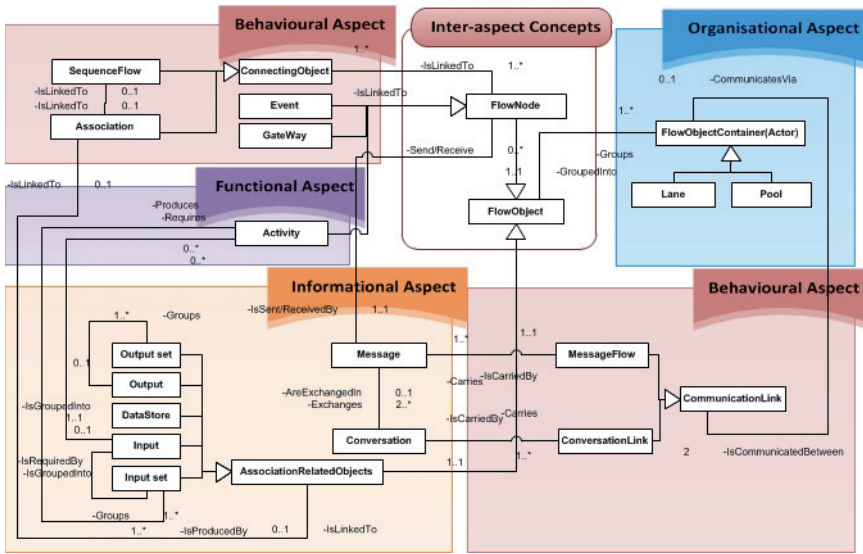 Behavioural Aspect
Inter-aspect Concepts
Organisational Aspect
1..*
SequenceFlow
ConnectingObject
-IsLinkedTo
1..*
0..1
-CommunicatesVia
-IsLinkedTo
0..1
-IsLinkedTo
0..1
Event
-IsLinkedTo
FlowNode
1..*
Association
GateWay
FlowObjectContainer(Actor)
-Send/Receive
0..*
-Groups
-GroupedInto
1..1
-IsLinkedTo
0..1
Functional Aspect
Lane
Pool
-Produces
-Requires
FlowObject
Activity
0..*
0..*
Informational Aspect
Behavioural Aspect
-IsSent/ReceivedBy
1..1
1..*
-Groups
1..*
1..1
Output set
Message
MessageFlow
0..1
-IsCarriedBy
Output
-Carries
-AreExchangedIn
0..1
-Exchanges
2..*
CommunicationLink
-IsGroupedInto
1..1
DataStore
-IsCarriedBy
-Carries
0..1
Input
Conversation
ConversationLink
2
-IsCommunicatedBetween
-IsRequiredBy
-IsGroupedInto
Input set
AssociationRelatedObjects
1..1
1..*
-Groups
1..*
1..*
-IsProducedBy
0..1
-IsLinkedTo